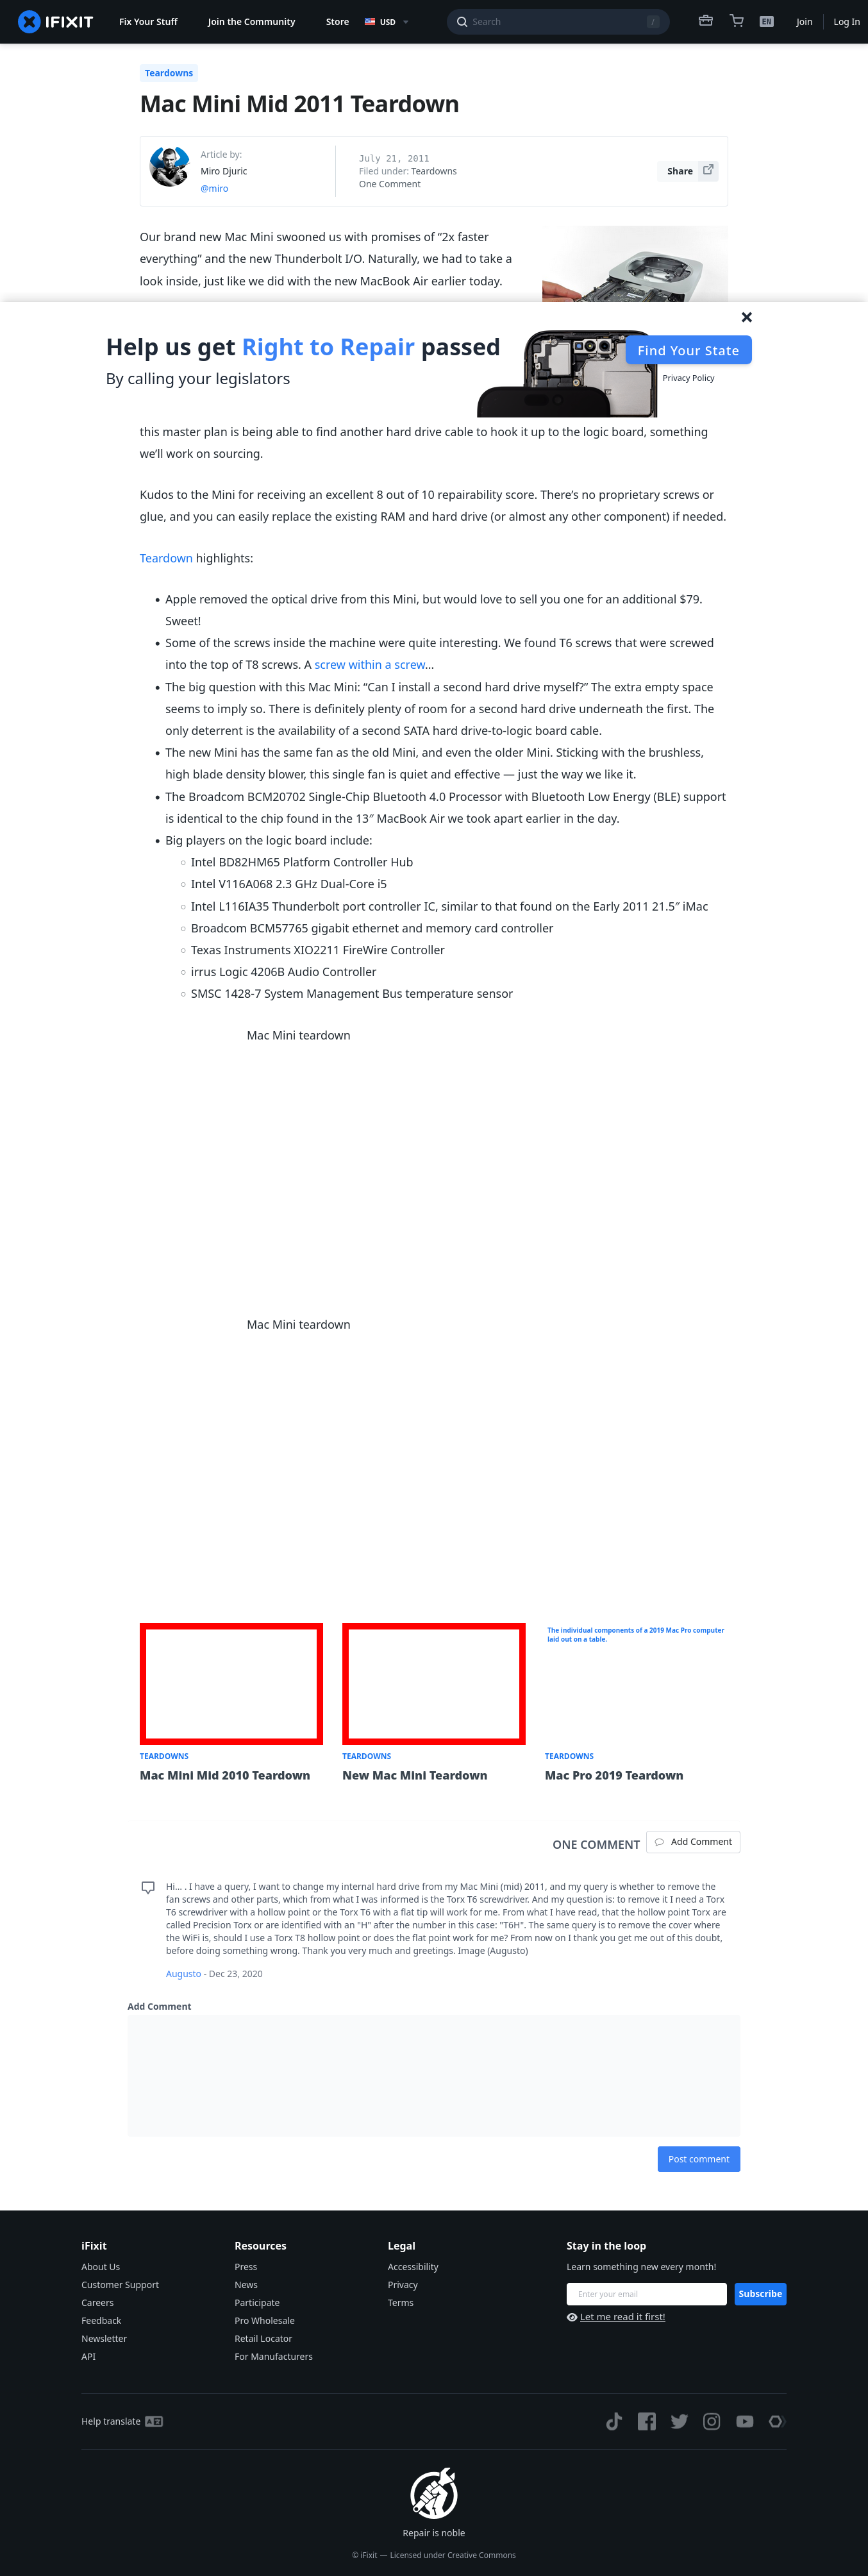 IFIXIT
Fix Your Stuff
Join the Community
Store
USD
Search
/
EN
Join
Log In
Teardowns
Mac Mini Mid 2011 Teardown
Article by:
Miro Djuric
@miro
July 21, 2011
Filed under: Teardowns
One Comment
Share
Our brand new Mac Mini swooned us with promises of “2x faster
everything” and the new Thunderbolt I/O. Naturally, we had to take a
look inside, just like we did with the new MacBook Air earlier today.
Help us get Right to Repair passed
By calling your legislators
Find Your State
Privacy Policy
this master plan is being able to find another hard drive cable to hook it up to the logic board, something
we’ll work on sourcing.
Kudos to the Mini for receiving an excellent 8 out of 10 repairability score. There’s no proprietary screws or
glue, and you can easily replace the existing RAM and hard drive (or almost any other component) if needed.
Teardown highlights:
Apple removed the optical drive from this Mini, but would love to sell you one for an additional $79.
Sweet!
Some of the screws inside the machine were quite interesting. We found T6 screws that were screwed
into the top of T8 screws. A screw within a screw…
The big question with this Mac Mini: “Can I install a second hard drive myself?” The extra empty space
seems to imply so. There is definitely plenty of room for a second hard drive underneath the first. The
only deterrent is the availability of a second SATA hard drive-to-logic board cable.
The new Mini has the same fan as the old Mini, and even the older Mini. Sticking with the brushless,
high blade density blower, this single fan is quiet and effective — just the way we like it.
The Broadcom BCM20702 Single-Chip Bluetooth 4.0 Processor with Bluetooth Low Energy (BLE) support
is identical to the chip found in the 13″ MacBook Air we took apart earlier in the day.
Big players on the logic board include:
Intel BD82HM65 Platform Controller Hub
Intel V116A068 2.3 GHz Dual-Core i5
Intel L116IA35 Thunderbolt port controller IC, similar to that found on the Early 2011 21.5″ iMac
Broadcom BCM57765 gigabit ethernet and memory card controller
Texas Instruments XIO2211 FireWire Controller
irrus Logic 4206B Audio Controller
SMSC 1428-7 System Management Bus temperature sensor
Mac Mini teardown
Mac Mini teardown
The individual components of a 2019 Mac Pro computer
laid out on a table.
TEARDOWNS
Mac Mini Mid 2010 Teardown
TEARDOWNS
New Mac Mini Teardown
TEARDOWNS
Mac Pro 2019 Teardown
ONE COMMENT
Add Comment
Hi... . I have a query, I want to change my internal hard drive from my Mac Mini (mid) 2011, and my query is whether to remove the
fan screws and other parts, which from what I was informed is the Torx T6 screwdriver. And my question is: to remove it I need a Torx
T6 screwdriver with a hollow point or the Torx T6 with a flat tip will work for me. From what I have read, that the hollow point Torx are
called Precision Torx or are identified with an "H" after the number in this case: "T6H". The same query is to remove the cover where
the WiFi is, should I use a Torx T8 hollow point or does the flat point work for me? From now on I thank you get me out of this doubt,
before doing something wrong. Thank you very much and greetings. Image (Augusto)
Augusto - Dec 23, 2020
Add Comment
Post comment
iFixit
About Us
Customer Support
Careers
Feedback
Newsletter
API
Resources
Press
News
Participate
Pro Wholesale
Retail Locator
For Manufacturers
Legal
Accessibility
Privacy
Terms
Stay in the loop
Learn something new every month!
Enter your email
Subscribe
Let me read it first!
Help translate
Repair is noble
© iFixit — Licensed under Creative Commons